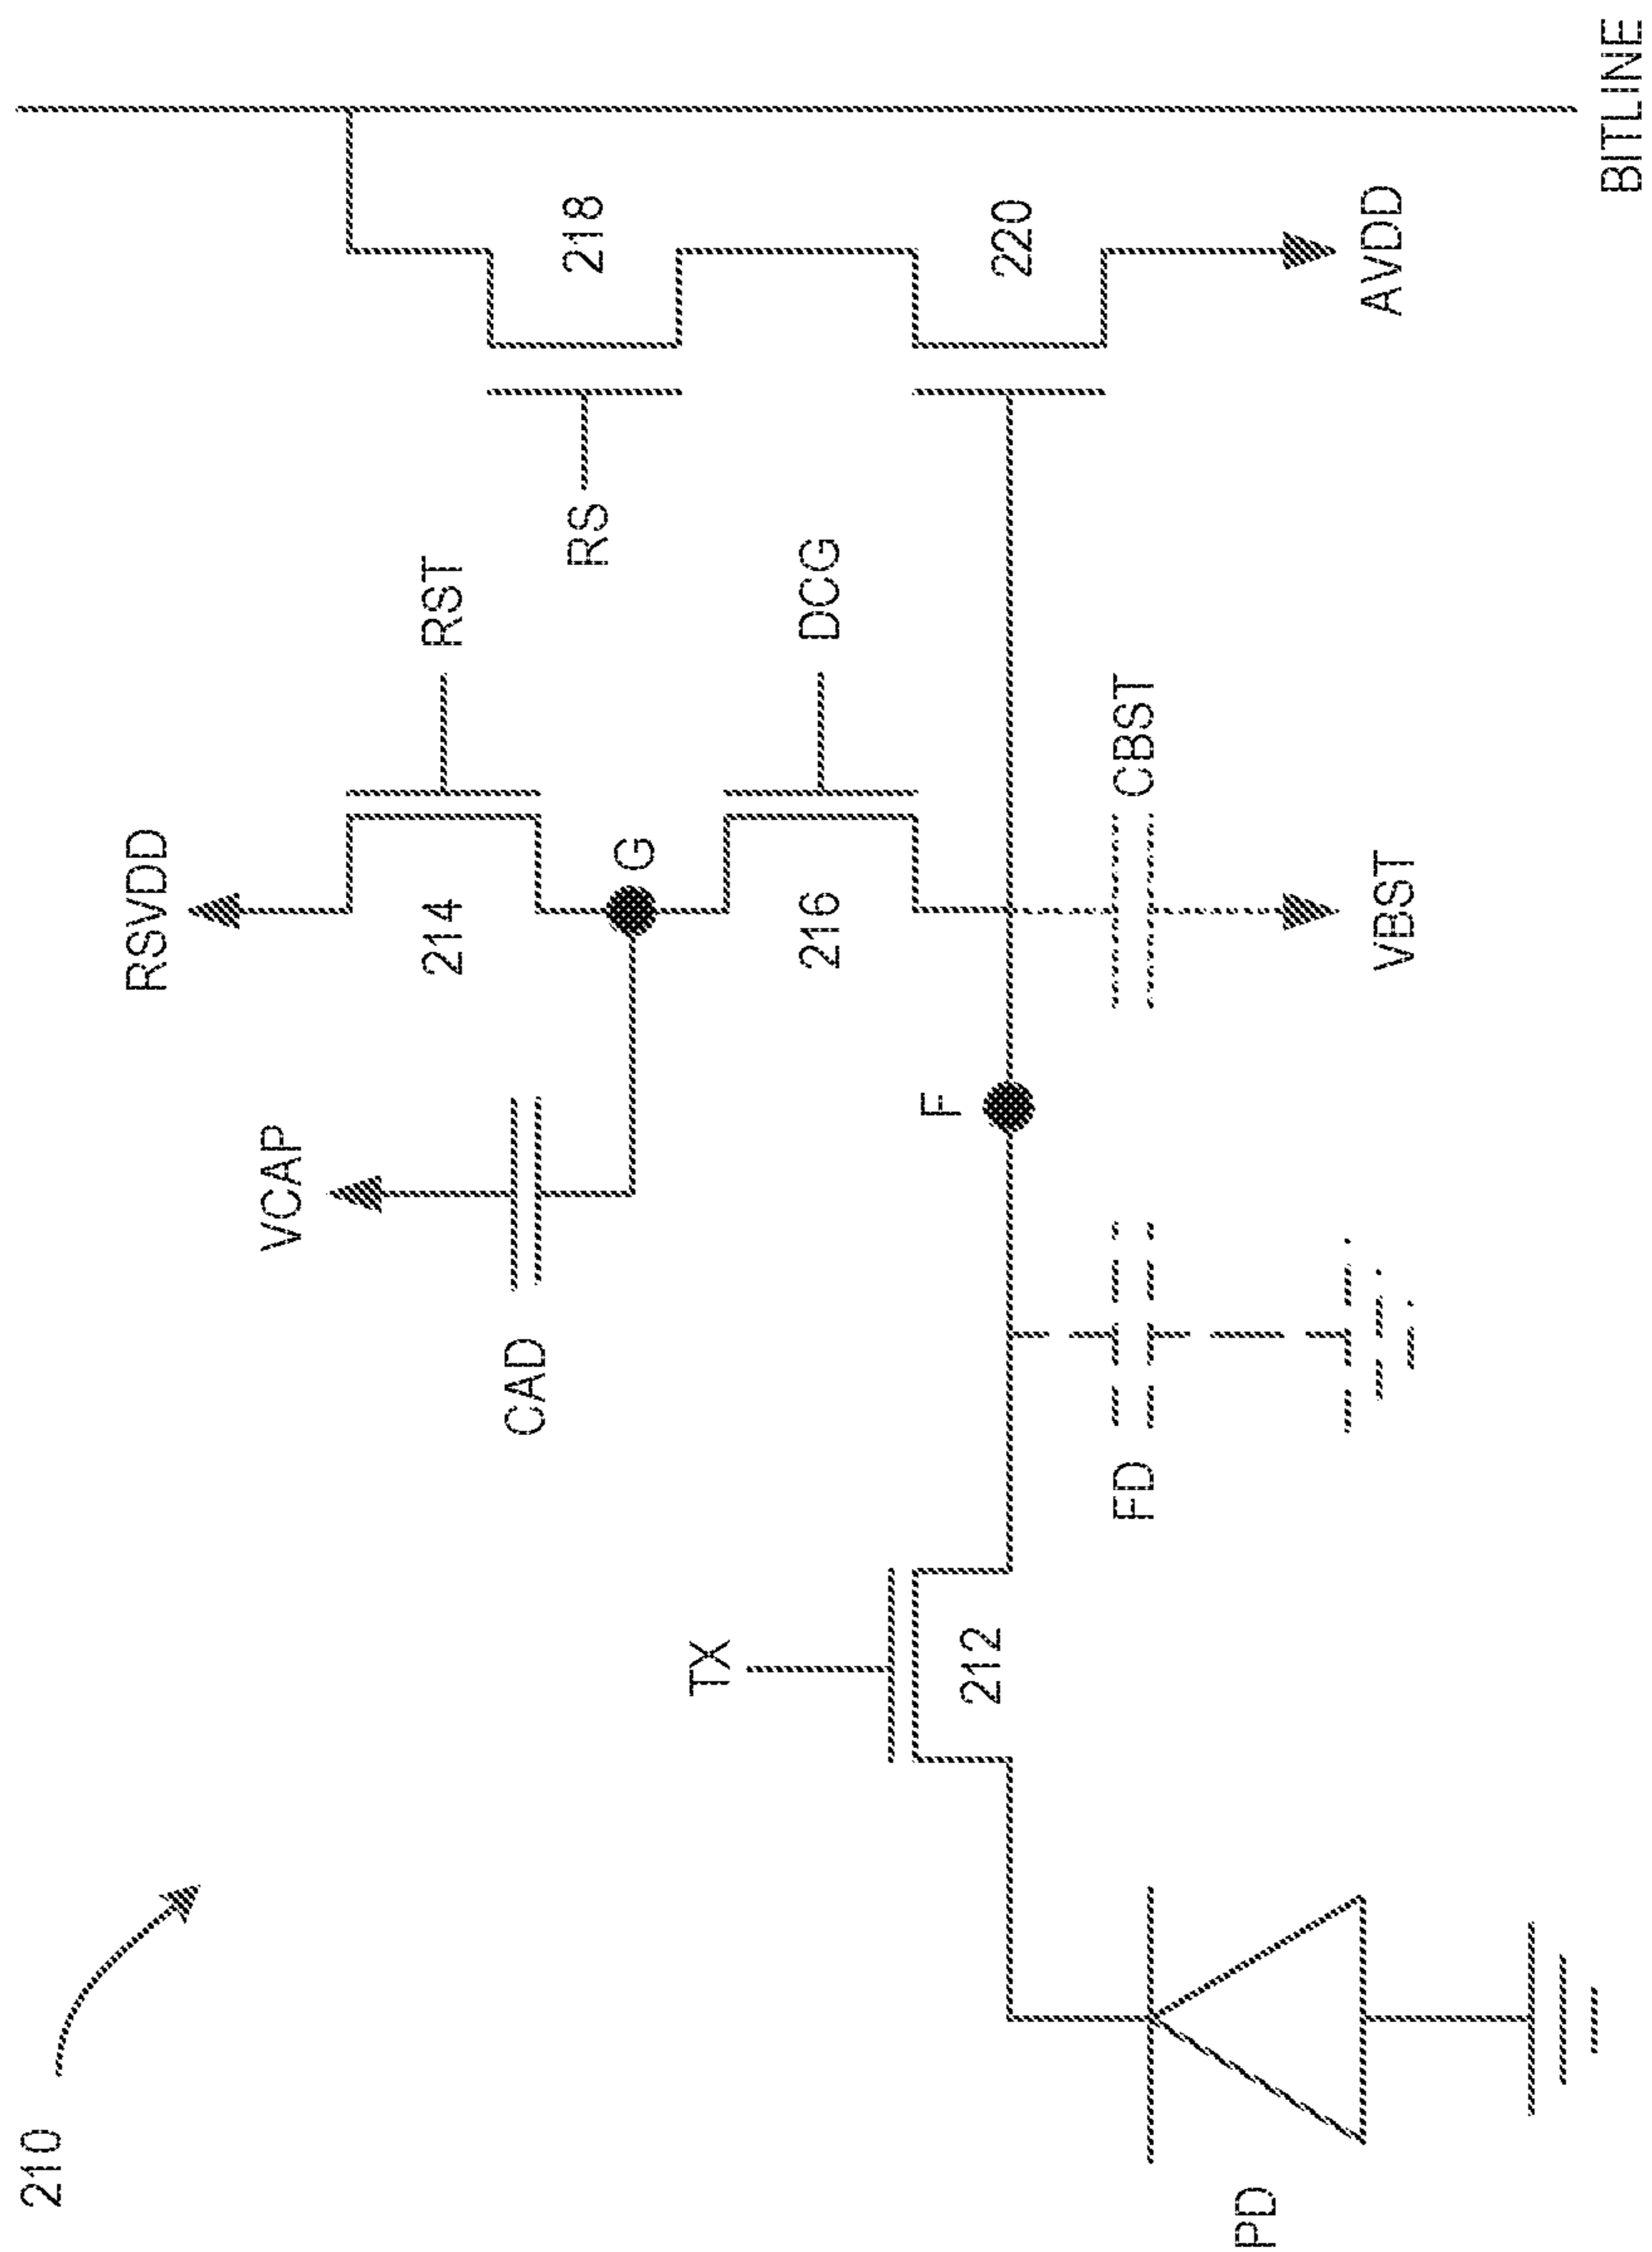 210
RSVDD
VCAP
RST
214
G
CAD
RS
218
TX
DCG
216
F
212
220
FD
CBST
PD
VBST
AVDD
BITLINE